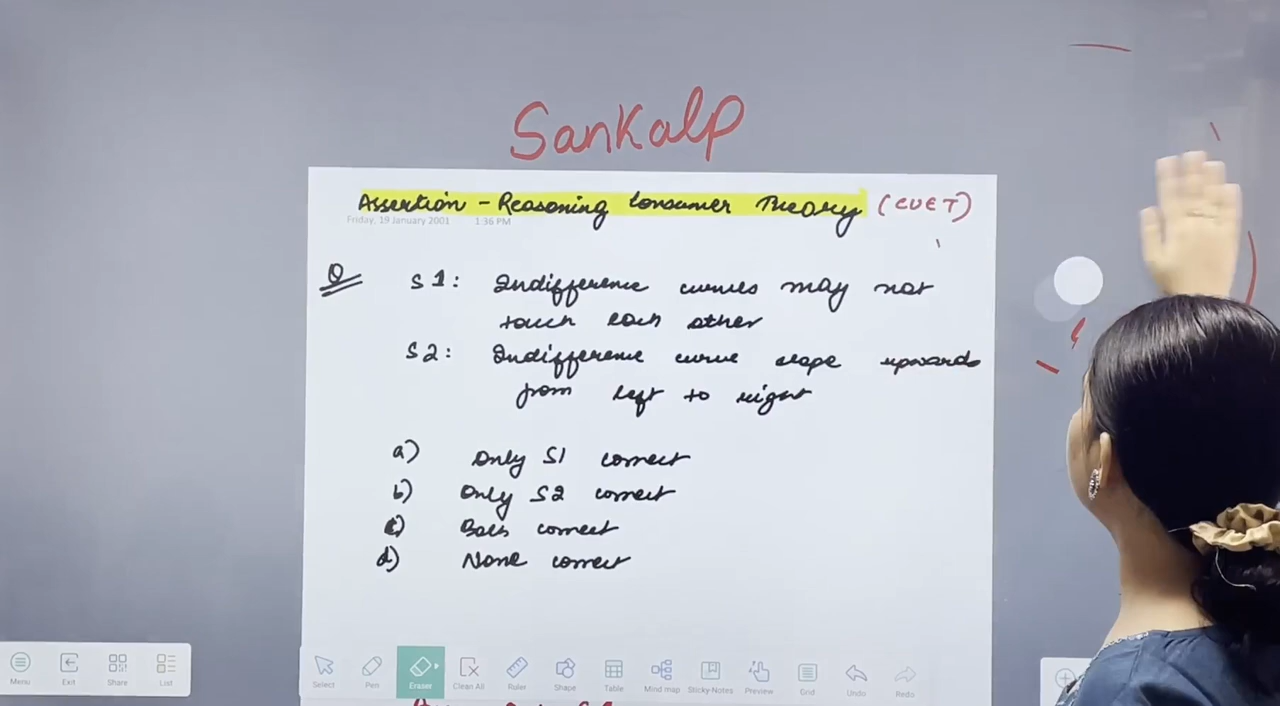 Sankalp
Assertion - Reasoning Consumer Theory (CUET)
Friday, 19 January 2001 1:36 PM
Q S1: Indifference curves may not
touch each other
S2: Indifference curve slope upwards
from left to right
a) Only S1 correct
b) Only S2 correct
c) Both correct
d) None correct
Menu Exit Share List
Select Pen Eraser Clean All Ruler Shape Table Mind map Sticky-Notes Preview Grid Undo Redo